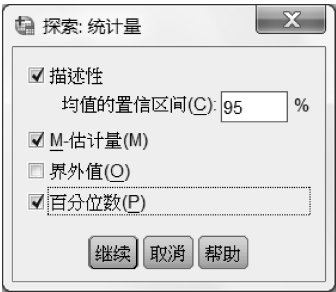 探索: 统计量
描述性
均值的置信区间(C): 95 %
M-估计量(M)
界外值(O)
百分位数(P)
继续 取消 帮助